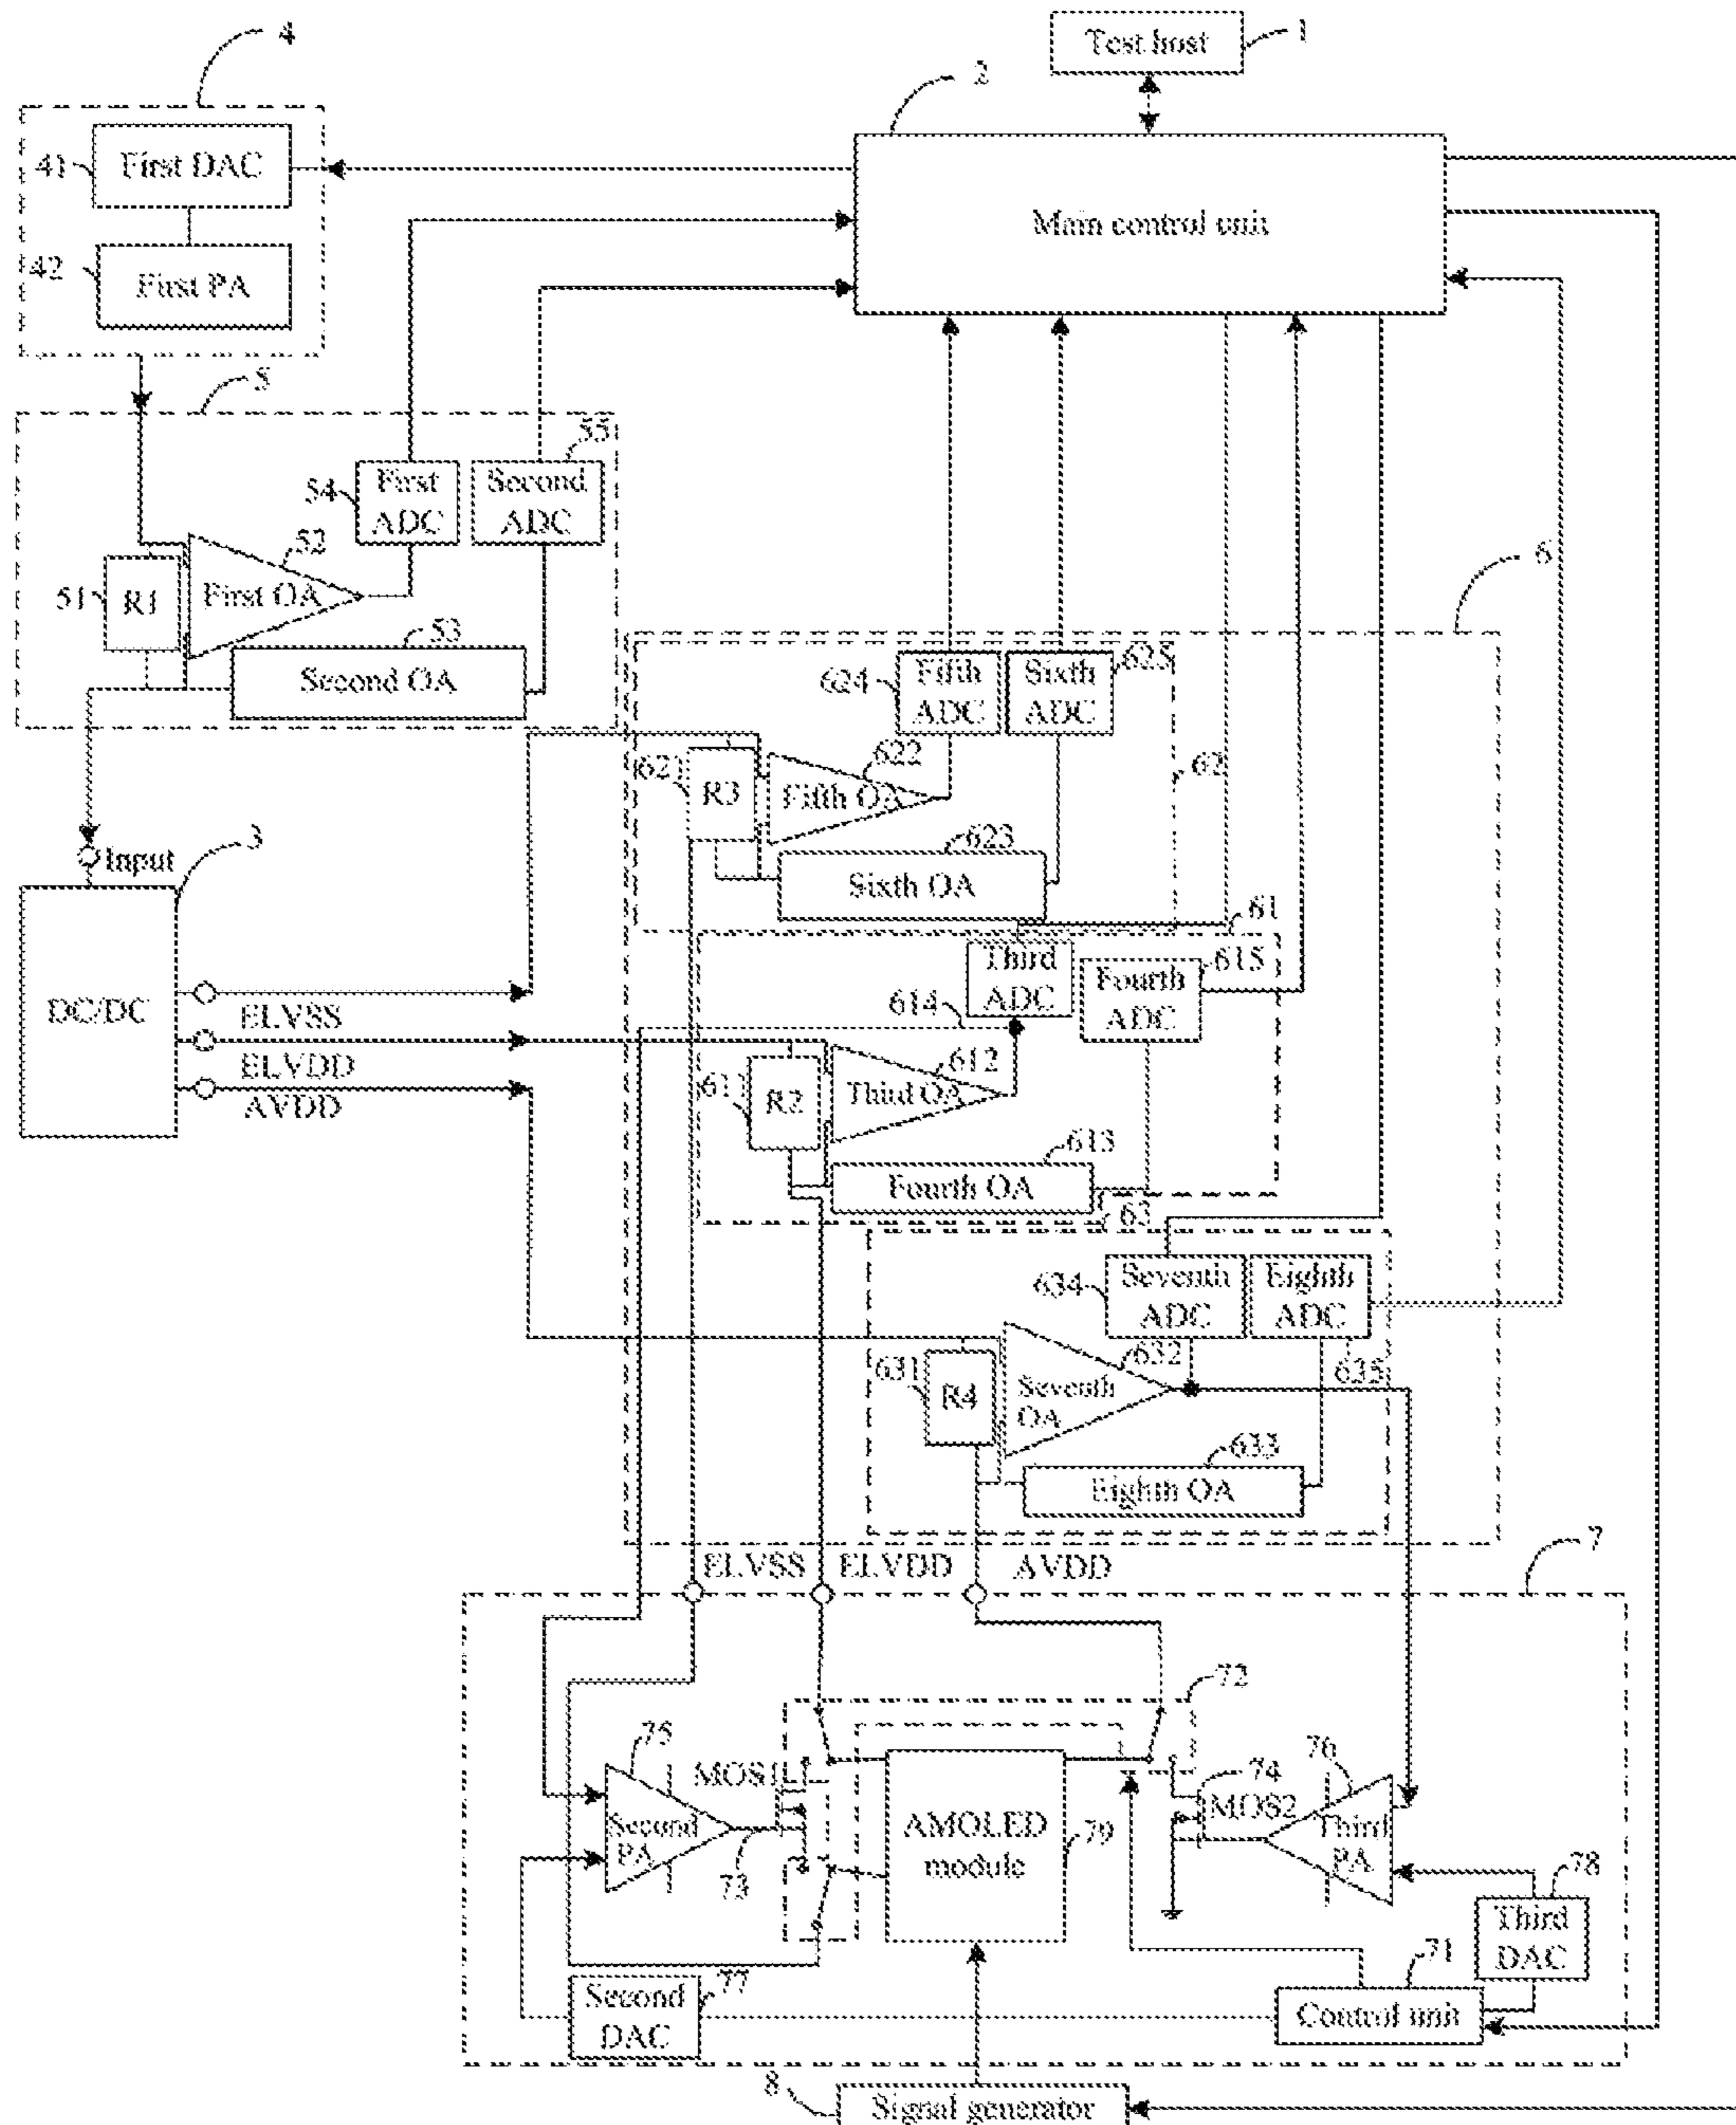 Test host
1
4
2
41
First DAC
Main control unit
42
First PA
5
55
54
First
ADC
Second
ADC
52
6
51
R1
First OA
53
Second OA
624
Fifth
ADC
Sixth
ADC
625
621
R3
622
Fifth OA
62
623
Sixth OA
Input
3
61
Third
ADC
Fourth
ADC
615
DC/DC
614
ELVSS
ELVDD
AVDD
611
R2
612
Third OA
613
Fourth OA
63
634
Seventh
ADC
Eighth
ADC
632
635
631
R4
Seventh
OA
633
Eighth OA
7
ELVSS
ELVDD
AVDD
72
75
MOS1
74
76
MOS2
Second
PA
AMOLED
module
79
Third
PA
73
78
Third
DAC
71
77
Second
DAC
Control unit
8
Signal generator